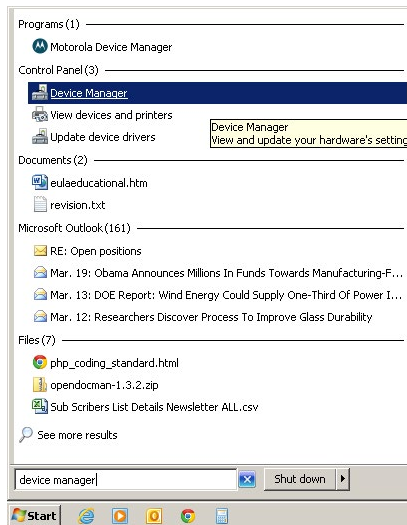 Programs (1)
Motorola Device Manager
Control Panel (3)
Device Manager
View devices and printers
Device Manager
View and update your hardware's setting
Update device drivers
Documents (2)
eulaeducational.htm
revision.txt
Microsoft Outlook (161)
RE: Open positions
Mar. 19: Obama Announces Millions In Funds Towards Manufacturing-F...
Mar. 13: DOE Report: Wind Energy Could Supply One-Third Of Power I...
Mar. 12: Researchers Discover Process To Improve Glass Durability
Files (7)
php_coding_standard.html
opendocman-1.3.2.zip
Sub Scribers List Details Newsletter ALL.csv
See more results
device manager
Shut down
Start